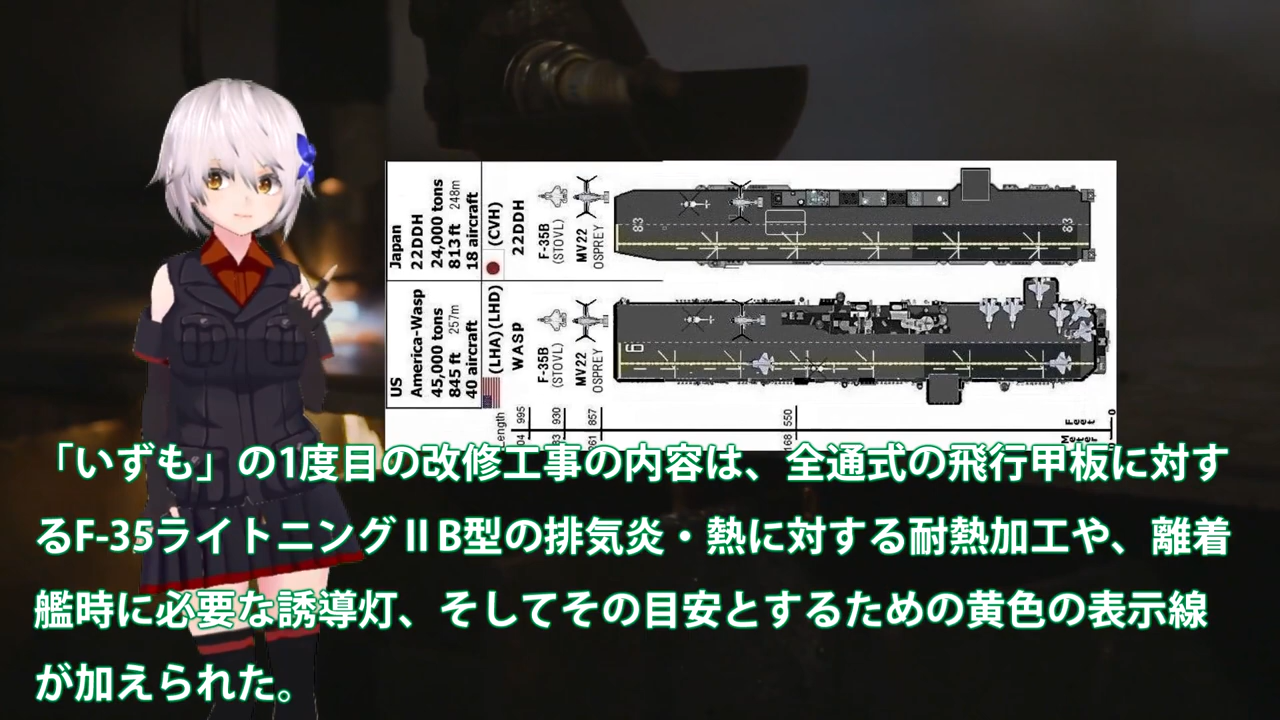 Japan
22DDH
24,000 tons
813 ft 248m
18 aircraft
(CVH)
22DDH
F-35B
(STOVL)
MV22
OSPREY
83
83
US
America-Wasp
45,000 tons
845 ft 257m
40 aircraft
(LHA)(LHD)
WASP
F-35B
(STOVL)
MV22
OSPREY
995
930
857
550
168
0
「いずも」の1度目の改修工事の内容は、全通式の飛行甲板に対す
るF-35ライトニングⅡB型の排気炎・熱に対する耐熱加工や、離着
艦時に必要な誘導灯、そしてその目安とするための黄色の表示線
が加えられた。